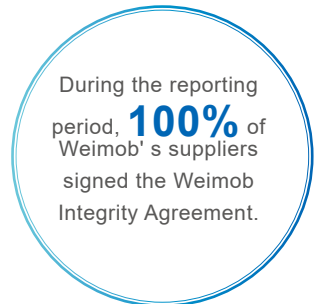 During the reporting
period, 100% of
Weimob' s suppliers
signed the Weimob
Integrity Agreement.